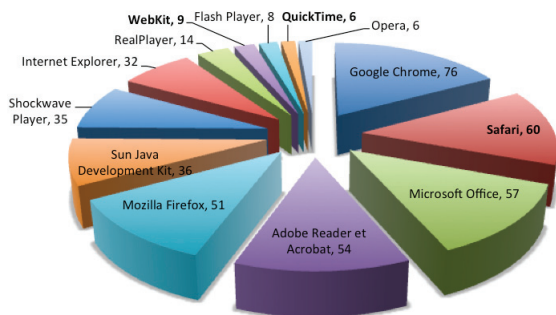 Google Chrome, 76
Safari, 60
Microsoft Office, 57
Adobe Reader et
Acrobat, 54
Mozilla Firefox, 51
Sun Java
Development Kit, 36
Shockwave
Player, 35
Internet Explorer, 32
RealPlayer, 14
WebKit, 9
Flash Player, 8
QuickTime, 6
Opera, 6